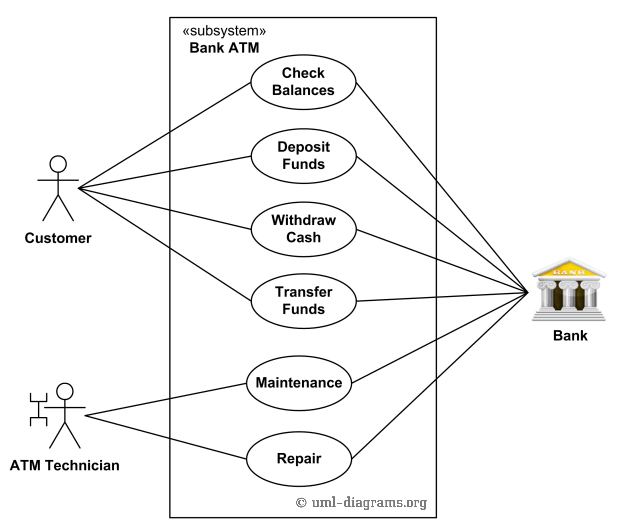 «subsystem»
Bank ATM
Check
Balances
Deposit
Funds
Customer
Withdraw
Cash
Transfer
Funds
BANK
Bank
Maintenance
ATM Technician
Repair
© uml-diagrams.org